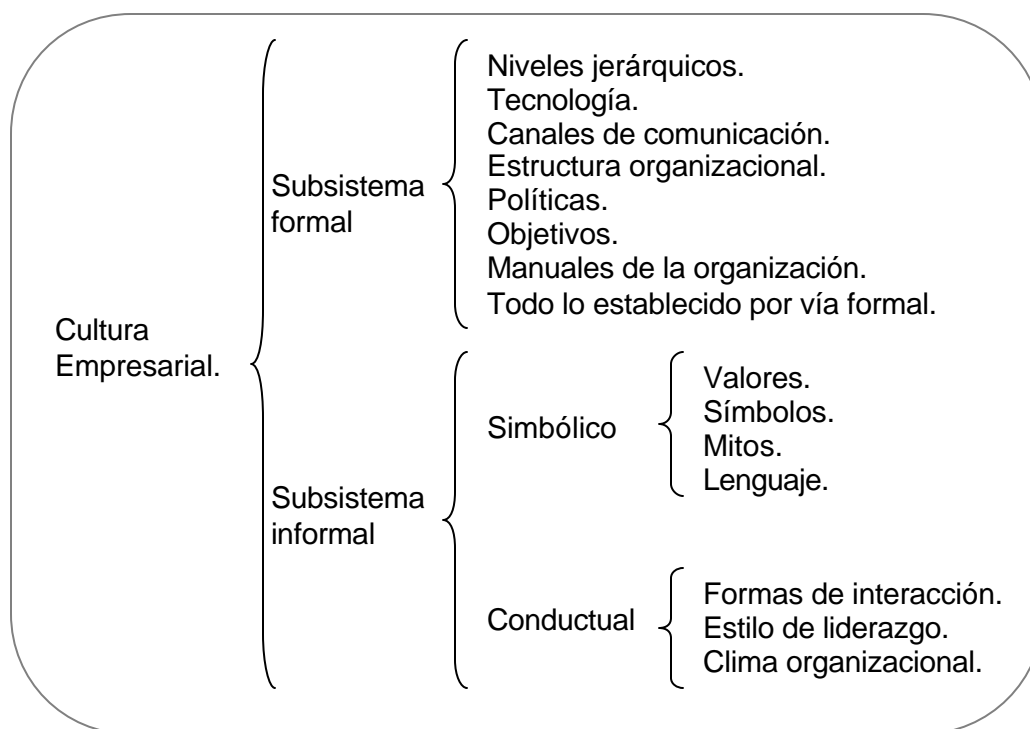 Cultura
Empresarial.
Subsistema
formal
Niveles jerárquicos.
Tecnología.
Canales de comunicación.
Estructura organizacional.
Políticas.
Objetivos.
Manuales de la organización.
Todo lo establecido por vía formal.
Subsistema
informal
Simbólico
Valores.
Símbolos.
Mitos.
Lenguaje.
Conductual
Formas de interacción.
Estilo de liderazgo.
Clima organizacional.